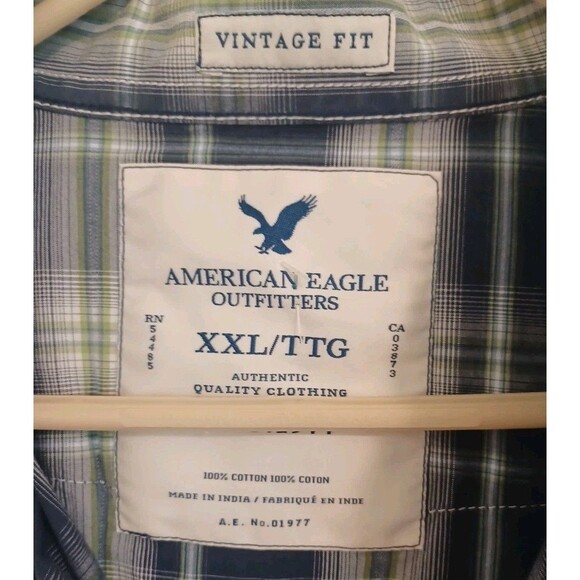 VINTAGE FIT
AMERICAN EAGLE
OUTFITTERS
RN
54485
XXL/TTG
CA
03873
AUTHENTIC
QUALITY CLOTHING
100% COTTON 100% COTON
MADE IN INDIA / FABRIQUÉ EN INDE
A.E. No.01977